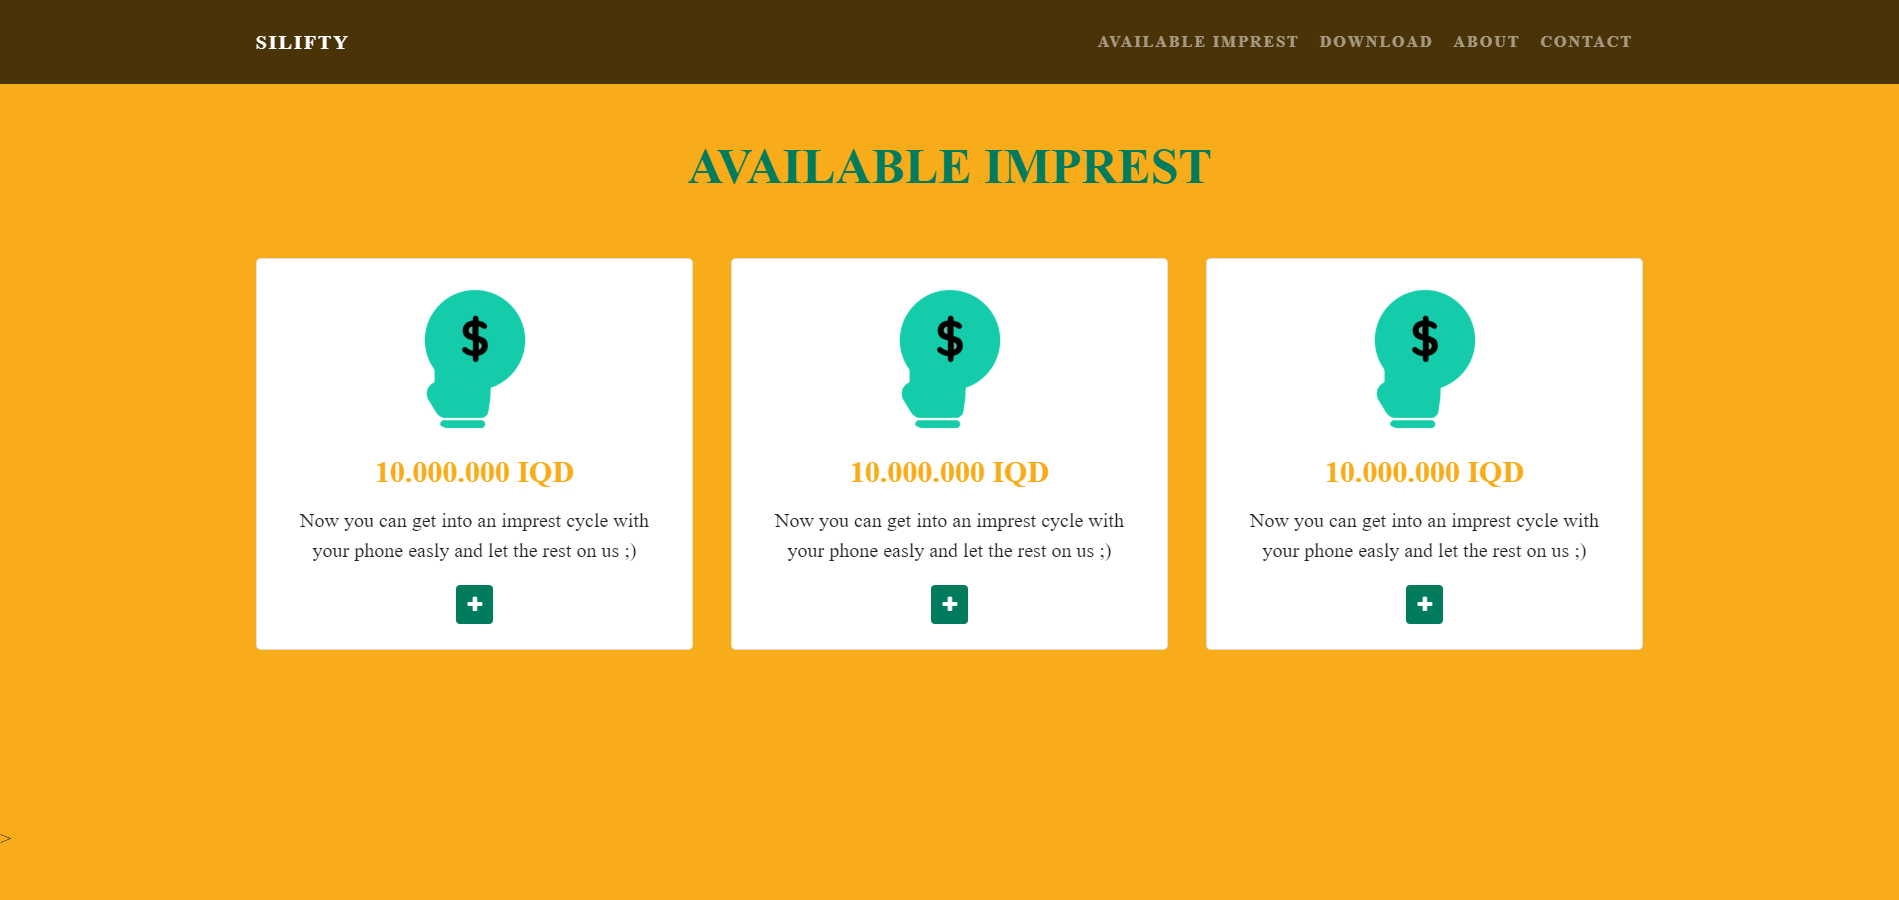 SILIFTY
AVAILABLE IMPREST DOWNLOAD ABOUT CONTACT
AVAILABLE IMPREST
$
10.000.000 IQD
Now you can get into an imprest cycle with
your phone easly and let the rest on us ;)
+
$
10.000.000 IQD
Now you can get into an imprest cycle with
your phone easly and let the rest on us ;)
+
$
10.000.000 IQD
Now you can get into an imprest cycle with
your phone easly and let the rest on us ;)
+
>